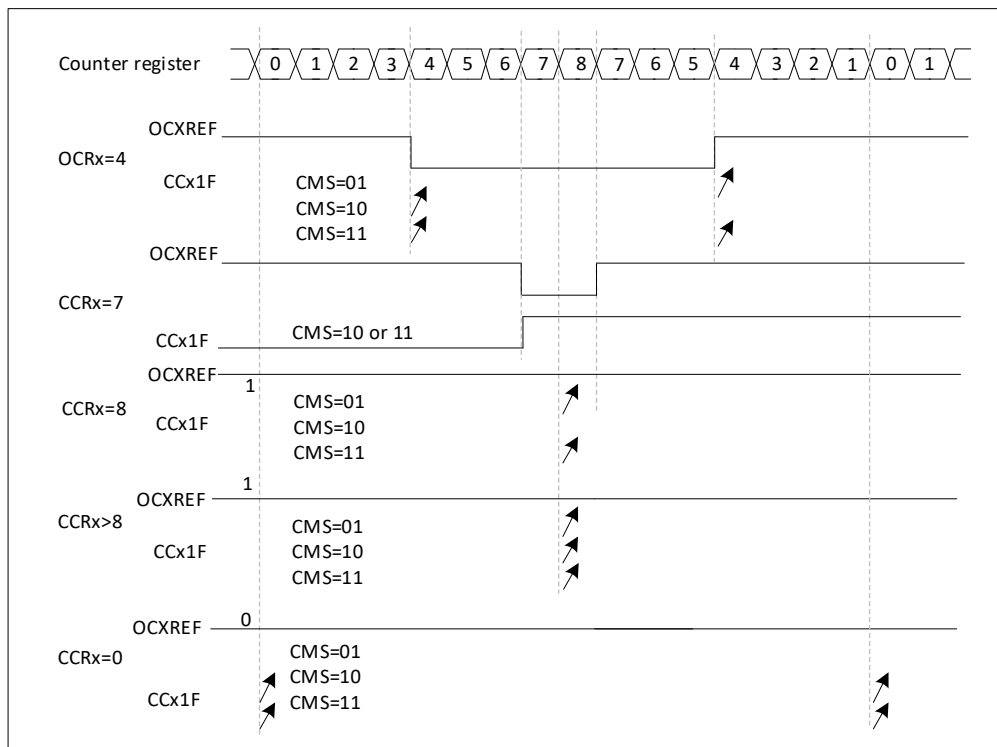 Counter register 0 1 2 3 4 5 6 7 8 7 6 5 4 3 2 1 0 1
OCXREF
OCRx=4
CCx1F
CMS=01
CMS=10
CMS=11
OCXREF
CCRx=7
CCx1F
CMS=10 or 11
OCXREF
1
CCRx=8
CCx1F
CMS=01
CMS=10
CMS=11
OCXREF
1
CCRx>8
CCx1F
CMS=01
CMS=10
CMS=11
OCXREF
0
CCRx=0
CCx1F
CMS=01
CMS=10
CMS=11